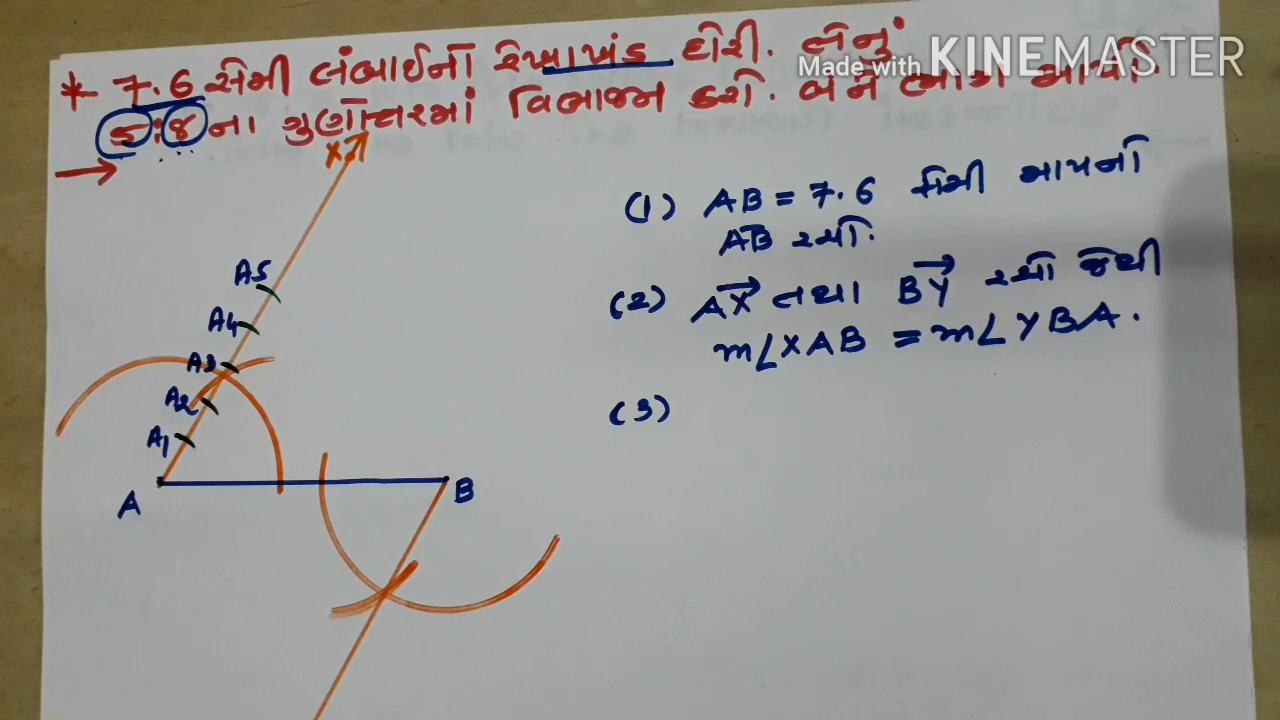 * 7.6 સેમી લંબાઈનો રેખાખંડ દોરી. તેનું
5:8 ના ગુણોત્તરમાં વિભાજન કરો. બંને ભાગ માપો.
Made with KINEMASTER
X
A5
A4
A3
A2
A1
A
B
(1) AB = 7.6 સેમી માપનો
AB રચો.
(2) AX તથા BY રચો જેથી
m∠XAB = m∠YBA.
(3)